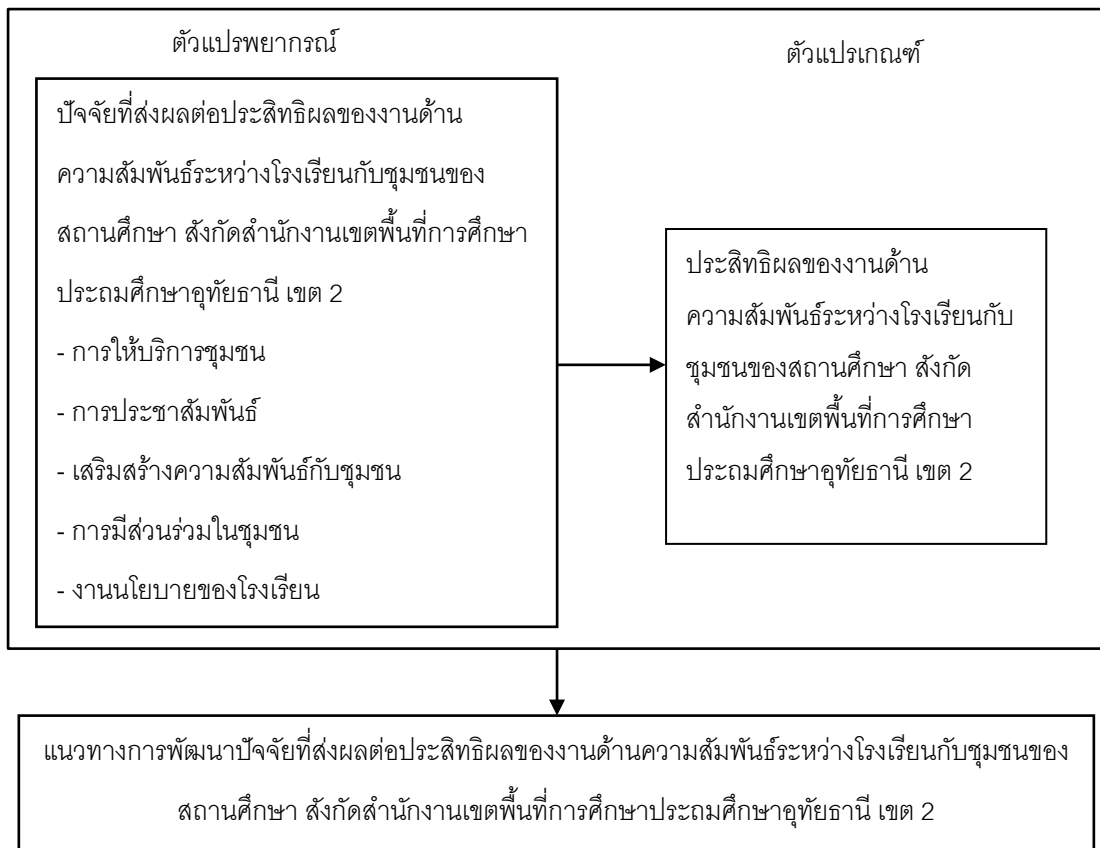 ตัวแปรพยากรณ์
ตัวแปรเกณฑ์
ปัจจัยที่ส่งผลต่อประสิทธิผลของงานด้าน
ความสัมพันธ์ระหว่างโรงเรียนกับชุมชนของ
สถานศึกษา สังกัดสำนักงานเขตพื้นที่การศึกษา
ประถมศึกษาอุทัยธานี เขต 2
- การให้บริการชุมชน
- การประชาสัมพันธ์
- เสริมสร้างความสัมพันธ์กับชุมชน
- การมีส่วนร่วมในชุมชน
- งานนโยบายของโรงเรียน
ประสิทธิผลของงานด้าน
ความสัมพันธ์ระหว่างโรงเรียนกับ
ชุมชนของสถานศึกษา สังกัด
สำนักงานเขตพื้นที่การศึกษา
ประถมศึกษาอุทัยธานี เขต 2
แนวทางการพัฒนาปัจจัยที่ส่งผลต่อประสิทธิผลของงานด้านความสัมพันธ์ระหว่างโรงเรียนกับชุมชนของ
สถานศึกษา สังกัดสำนักงานเขตพื้นที่การศึกษาประถมศึกษาอุทัยธานี เขต 2